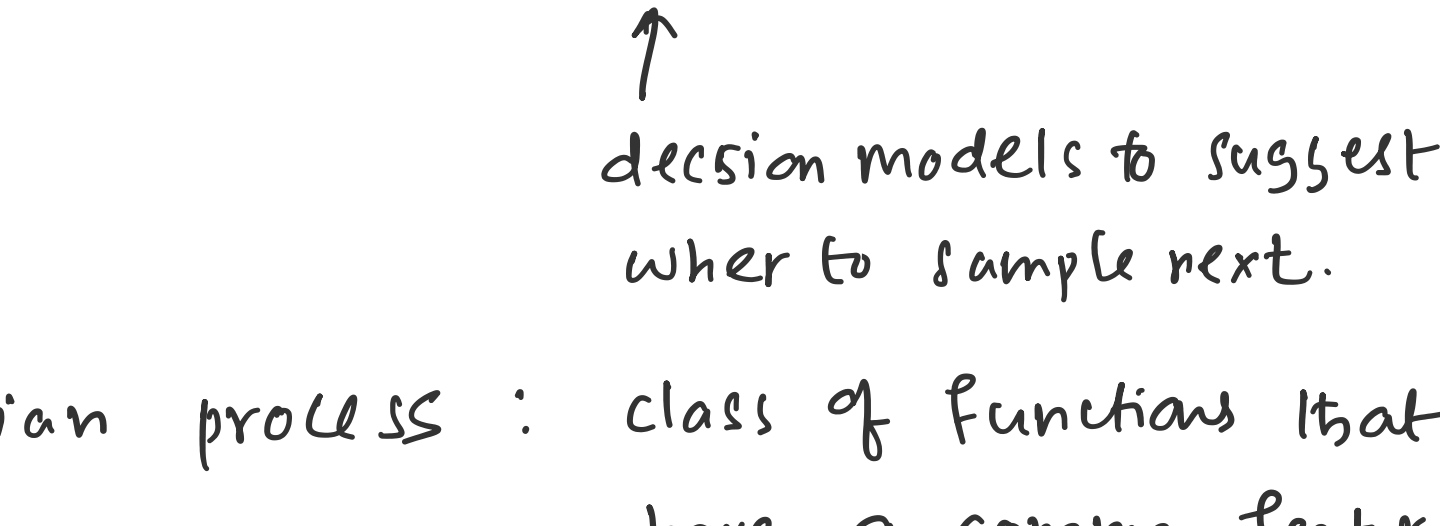 decsion models to suggest
wher to sample next.
ian process : class of functions that